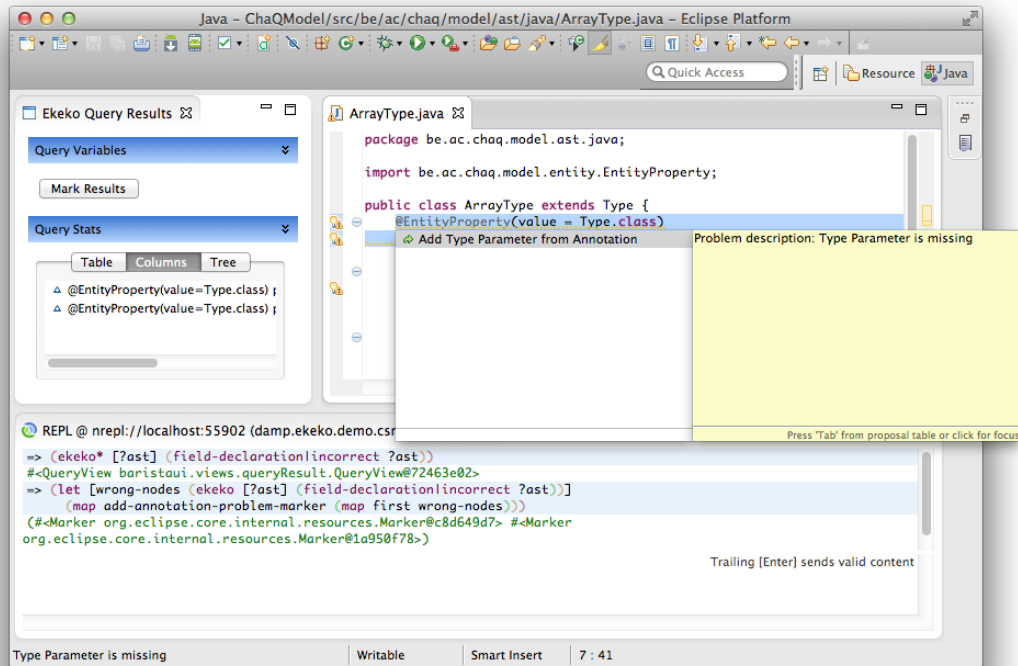 Java – ChaQModel/src/be/ac/chaq/model/ast/java/ArrayType.java – Eclipse Platform
Quick Access
Resource
Java
Ekeko Query Results
ArrayType.java
Query Variables
Mark Results
Query Stats
Table Columns Tree
@EntityProperty(value=Type.class) p
@EntityProperty(value=Type.class) p
package be.ac.chaq.model.ast.java;
import be.ac.chaq.model.entity.EntityProperty;
public class ArrayType extends Type {
@EntityProperty(value = Type.class)
Add Type Parameter from Annotation
Problem description: Type Parameter is missing
Press 'Tab' from proposal table or click for focus
REPL @ nrepl://localhost:55902 (damp.ekeko.demo.csm
=> (ekeko* [?ast] (field-declaration|incorrect ?ast))
#<QueryView baristaui.views.queryResult.QueryView@72463e02>
=> (let [wrong-nodes (ekeko [?ast] (field-declaration|incorrect ?ast))]
(map add-annotation-problem-marker (map first wrong-nodes)))
(#<Marker org.eclipse.core.internal.resources.Marker@c8d649d7> #<Marker
org.eclipse.core.internal.resources.Marker@1a950f78>)
Trailing [Enter] sends valid content
Type Parameter is missing
Writable
Smart Insert
7 : 41